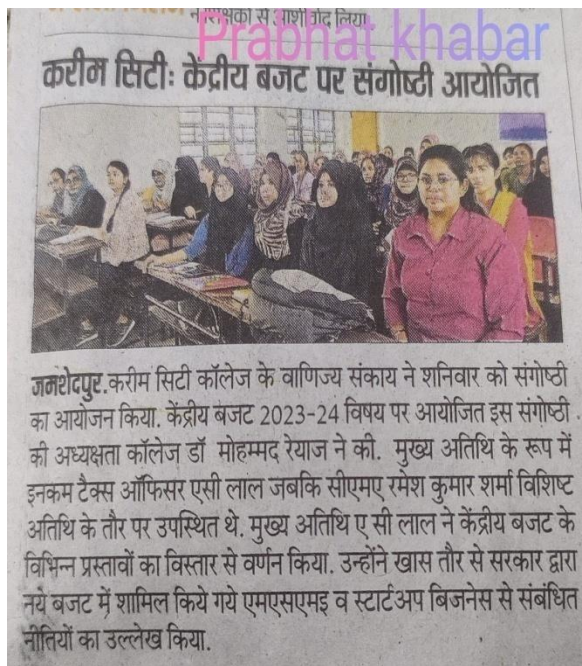 से आशीर्वाद लिया
Prabhat khabar
करीम सिटी: केंद्रीय बजट पर संगोष्ठी आयोजित
जमशेदपुर. करीम सिटी कॉलेज के वाणिज्य संकाय ने शनिवार को संगोष्ठी
का आयोजन किया. केंद्रीय बजट 2023-24 विषय पर आयोजित इस संगोष्ठी
की अध्यक्षता कॉलेज डॉ मोहम्मद रेयाज ने की. मुख्य अतिथि के रूप में
इनकम टैक्स ऑफिसर एसी लाल जबकि सीएमए रमेश कुमार शर्मा विशिष्ट
अतिथि के तौर पर उपस्थित थे. मुख्य अतिथि ए सी लाल ने केंद्रीय बजट के
विभिन्न प्रस्तावों का विस्तार से वर्णन किया. उन्होंने खास तौर से सरकार द्वारा
नये बजट में शामिल किये गये एमएसएमइ व स्टार्टअप बिजनेस से संबंधित
नीतियों का उल्लेख किया.